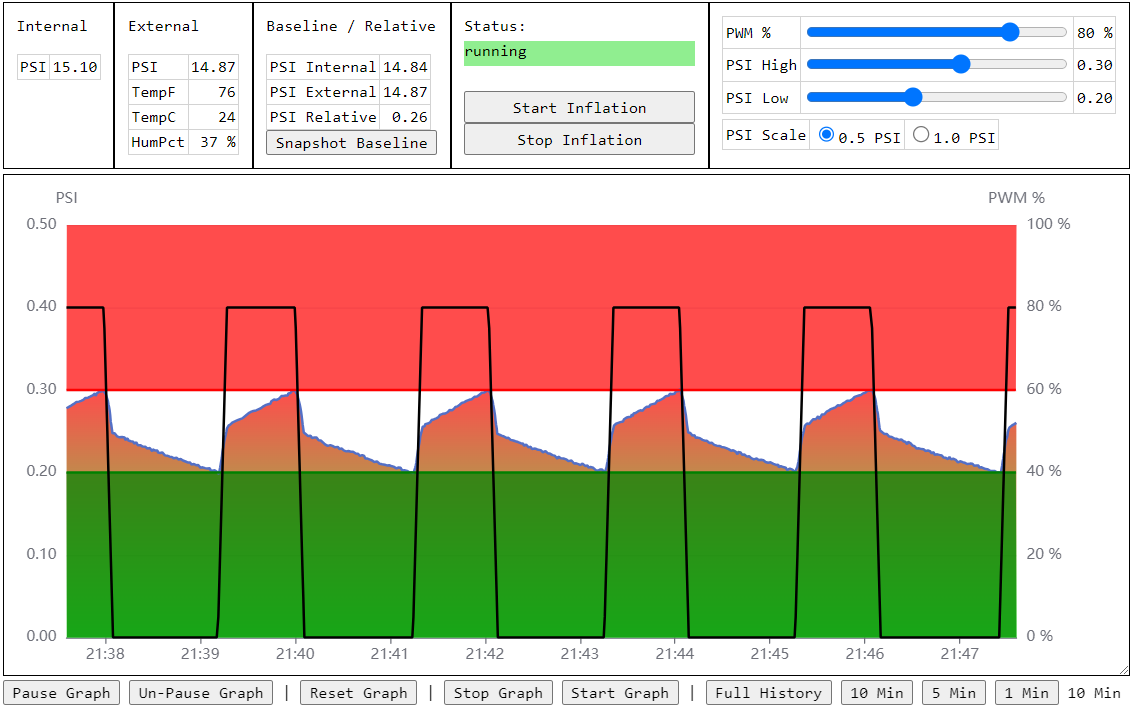 Internal
PSI 15.10
External
PSI 14.87
TempF 76
TempC 24
HumPct 37 %
Baseline / Relative
PSI Internal 14.84
PSI External 14.87
PSI Relative 0.26
Snapshot Baseline
Status:
running
Start Inflation
Stop Inflation
PWM % 80 %
PSI High 0.30
PSI Low 0.20
PSI Scale 0.5 PSI 1.0 PSI
PSI PWM %
0.50 100 %
0.40 80 %
0.30 60 %
0.20 40 %
0.10 20 %
0.00 0 %
21:38 21:39 21:40 21:41 21:42 21:43 21:44 21:45 21:46 21:47
Pause Graph Un-Pause Graph | Reset Graph | Stop Graph Start Graph | Full History 10 Min 5 Min 1 Min 10 Min